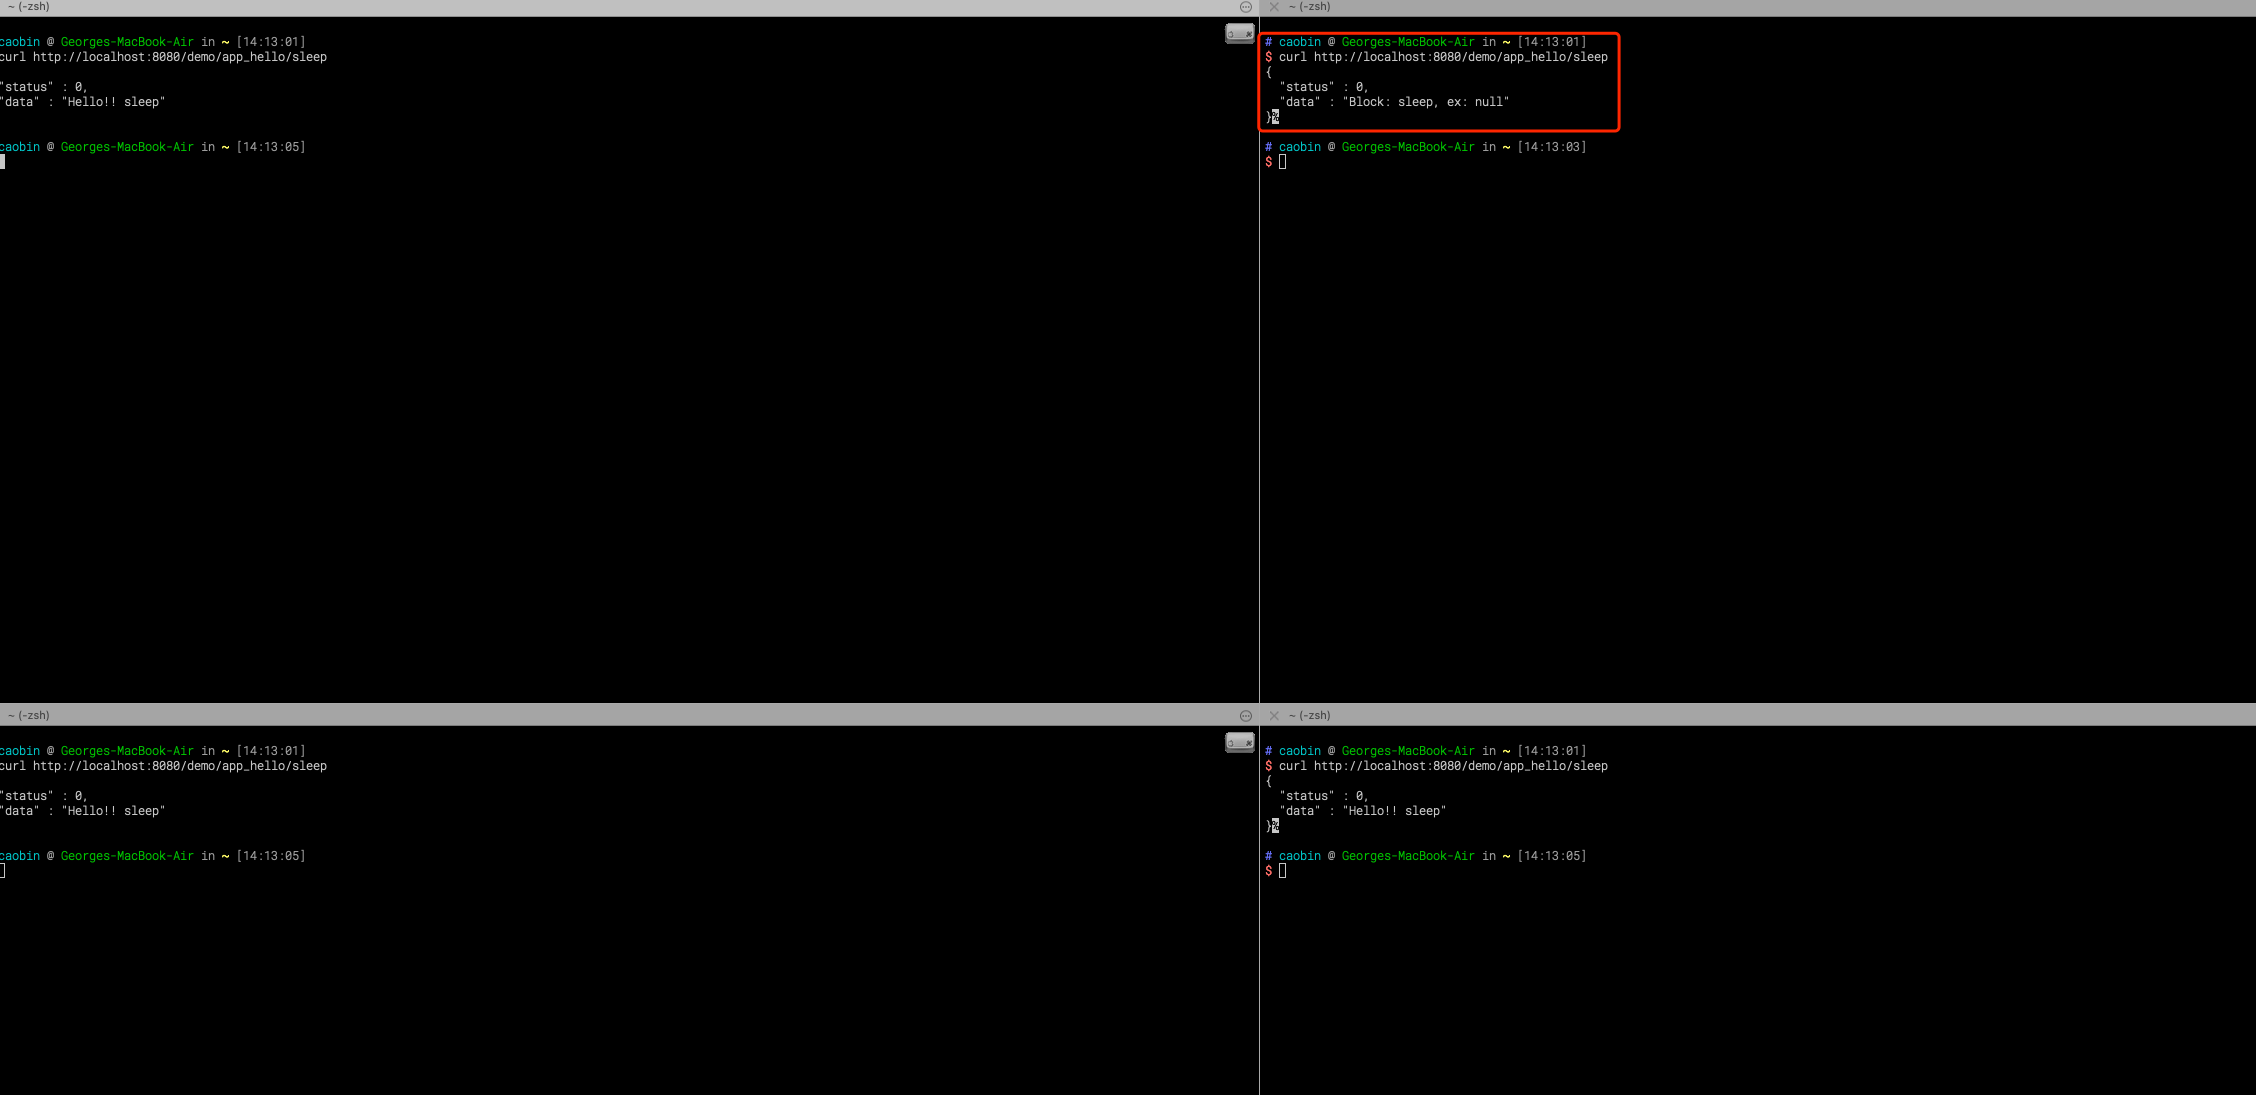 ~ (-zsh)
caobin @ Georges-MacBook-Air in ~ [14:13:01]
curl http://localhost:8080/demo/app_hello/sleep
"status" : 0,
"data" : "Hello!! sleep"
caobin @ Georges-MacBook-Air in ~ [14:13:05]
~ (-zsh)
# caobin @ Georges-MacBook-Air in ~ [14:13:01]
$ curl http://localhost:8080/demo/app_hello/sleep
{
"status" : 0,
"data" : "Block: sleep, ex: null"
}%
# caobin @ Georges-MacBook-Air in ~ [14:13:03]
$
~ (-zsh)
caobin @ Georges-MacBook-Air in ~ [14:13:01]
curl http://localhost:8080/demo/app_hello/sleep
"status" : 0,
"data" : "Hello!! sleep"
caobin @ Georges-MacBook-Air in ~ [14:13:05]
~ (-zsh)
# caobin @ Georges-MacBook-Air in ~ [14:13:01]
$ curl http://localhost:8080/demo/app_hello/sleep
{
"status" : 0,
"data" : "Hello!! sleep"
}%
# caobin @ Georges-MacBook-Air in ~ [14:13:05]
$